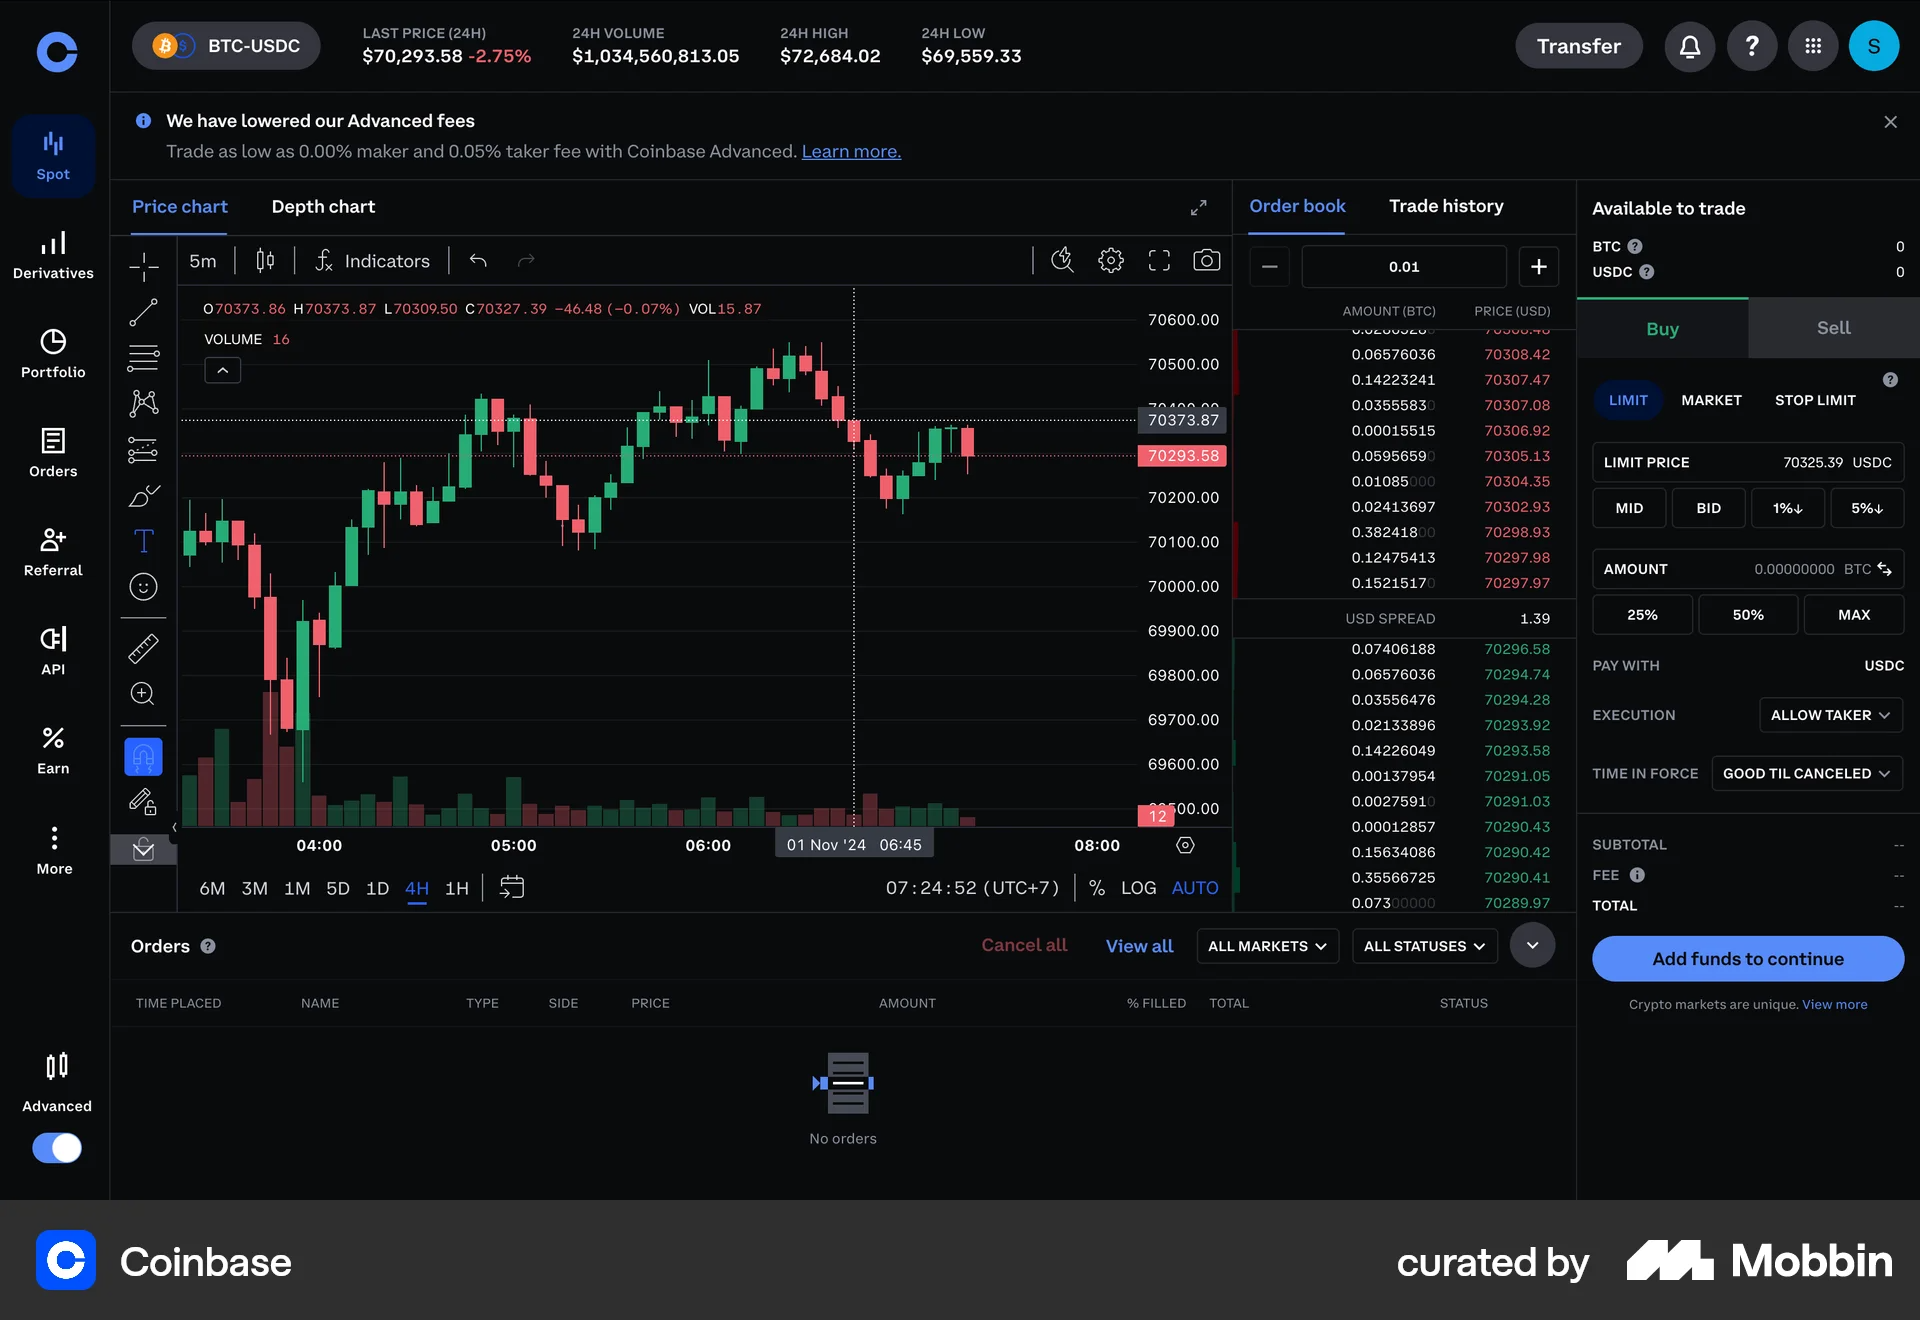 BTC-USDC
LAST PRICE (24H)
$70,293.58 -2.75%
24H VOLUME
$1,034,560,813.05
24H HIGH
$72,684.02
24H LOW
$69,559.33
Transfer
?
S
We have lowered our Advanced fees
Trade as low as 0.00% maker and 0.05% taker fee with Coinbase Advanced. Learn more.
Spot
Derivatives
Portfolio
Orders
Referral
API
Earn
More
Advanced
Price chart
Depth chart
5m
Indicators
O70373.86 H70373.87 L70309.50 C70327.39 −46.48 (−0.07%) VOL15.87
VOLUME 16
70600.00
70500.00
70373.87
70293.58
70200.00
70100.00
70000.00
69900.00
69800.00
69700.00
69600.00
12
04:00
05:00
06:00
01 Nov '24 06:45
08:00
6M
3M
1M
5D
1D
4H
1H
07:24:52 (UTC+7)
%
LOG
AUTO
Order book
Trade history
0.01
AMOUNT (BTC) PRICE (USD)
0.06576036 70308.42
0.14223241 70307.47
0.03555830 70307.08
0.00015515 70306.92
0.05956590 70305.13
0.01085000 70304.35
0.02413697 70302.93
0.38241800 70298.93
0.12475413 70297.98
0.15215170 70297.97
USD SPREAD 1.39
0.07406188 70296.58
0.06576036 70294.74
0.03556476 70294.28
0.02133896 70293.92
0.14226049 70293.58
0.00137954 70291.05
0.00275910 70291.03
0.00012857 70290.43
0.15634086 70290.42
0.35566725 70290.41
0.07300000 70289.97
Available to trade
BTC ? 0
USDC ? 0
Buy
Sell
?
LIMIT
MARKET
STOP LIMIT
LIMIT PRICE 70325.39 USDC
MID
BID
1%↓
5%↓
AMOUNT 0.00000000 BTC
25%
50%
MAX
PAY WITH USDC
EXECUTION ALLOW TAKER
TIME IN FORCE GOOD TIL CANCELED
SUBTOTAL --
FEE --
TOTAL --
Add funds to continue
Crypto markets are unique. View more
Orders ?
Cancel all
View all
ALL MARKETS
ALL STATUSES
TIME PLACED
NAME
TYPE
SIDE
PRICE
AMOUNT
% FILLED
TOTAL
STATUS
No orders
Coinbase
curated by
Mobbin